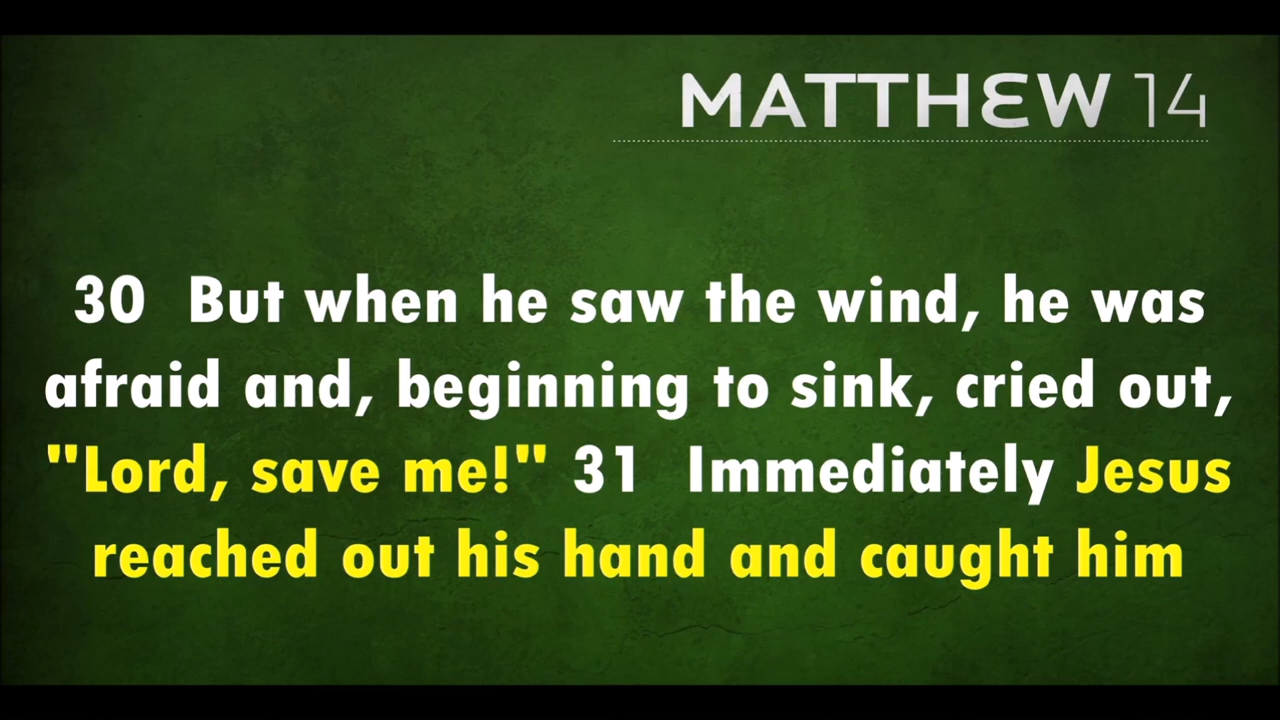 MATTHEW 14
30 But when he saw the wind, he was
afraid and, beginning to sink, cried out,
"Lord, save me!" 31 Immediately Jesus
reached out his hand and caught him